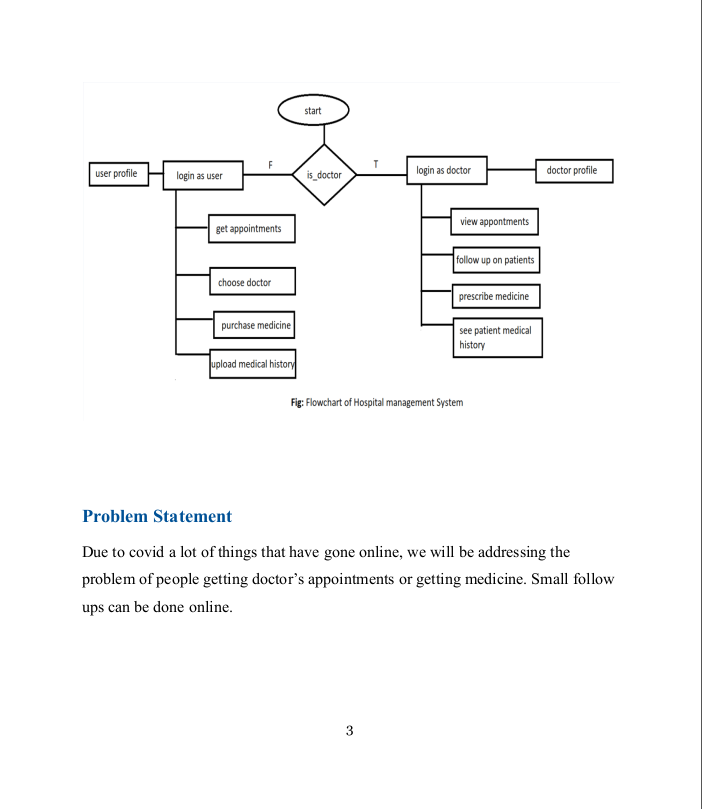 start
F
T
is_doctor
user profile
login as user
login as doctor
doctor profile
get appointments
choose doctor
purchase medicine
upload medical history
view appontments
follow up on patients
prescribe medicine
see patient medical
history
Fig: Flowchart of Hospital management System
Problem Statement
Due to covid a lot of things that have gone online, we will be addressing the
problem of people getting doctor’s appointments or getting medicine. Small follow
ups can be done online.
3